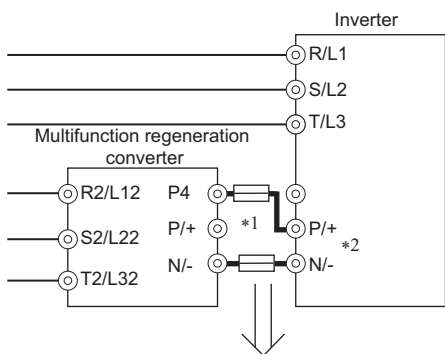 Inverter
R/L1
S/L2
T/L3
Multifunction regeneration
converter
R2/L12 P4
P/+ *1 P/+
*2
S2/L22
N/- N/-
T2/L32